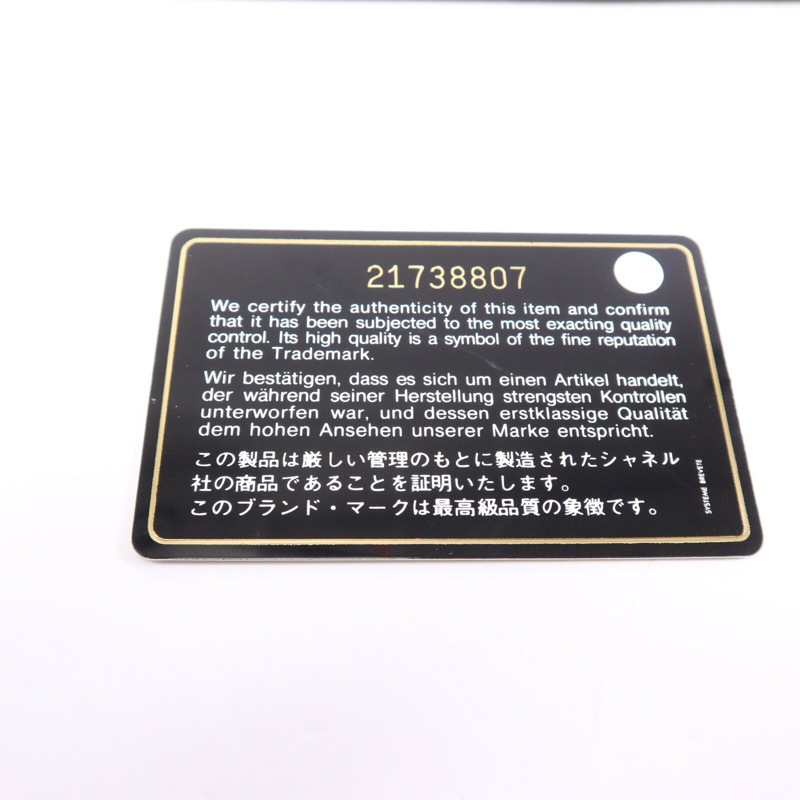 21738807
We certify the authenticity of this item and confirm
that it has been subjected to the most exacting quality
control. Its high quality is a symbol of the fine reputation
of the Trademark.
Wir bestätigen, dass es sich um einen Artikel handelt,
der während seiner Herstellung strengsten Kontrollen
unterworfen war, und dessen erstklassige Qualität
dem hohen Ansehen unserer Marke entspricht.
この製品は厳しい管理のもとに製造されたシャネル
社の商品であることを証明いたします。
このブランド・マークは最高級品質の象徴です。
SYSTEME BREVETE